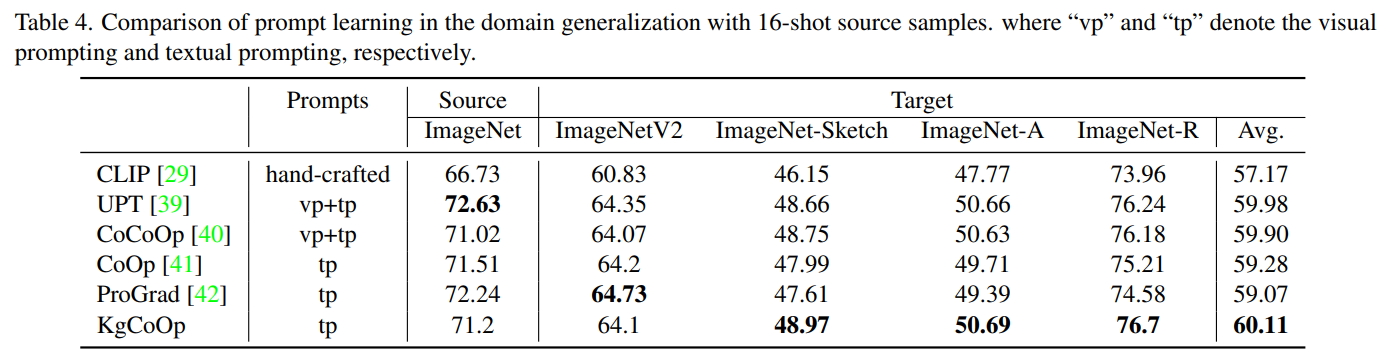 Table 4. Comparison of prompt learning in the domain generalization with 16-shot source samples. where “vp” and “tp” denote the visual
prompting and textual prompting, respectively.
Prompts Source Target
ImageNet ImageNetV2 ImageNet-Sketch ImageNet-A ImageNet-R Avg.
CLIP [29] hand-crafted 66.73 60.83 46.15 47.77 73.96 57.17
UPT [39] vp+tp 72.63 64.35 48.66 50.66 76.24 59.98
CoCoOp [40] vp+tp 71.02 64.07 48.75 50.63 76.18 59.90
CoOp [41] tp 71.51 64.2 47.99 49.71 75.21 59.28
ProGrad [42] tp 72.24 64.73 47.61 49.39 74.58 59.07
KgCoOp tp 71.2 64.1 48.97 50.69 76.7 60.11